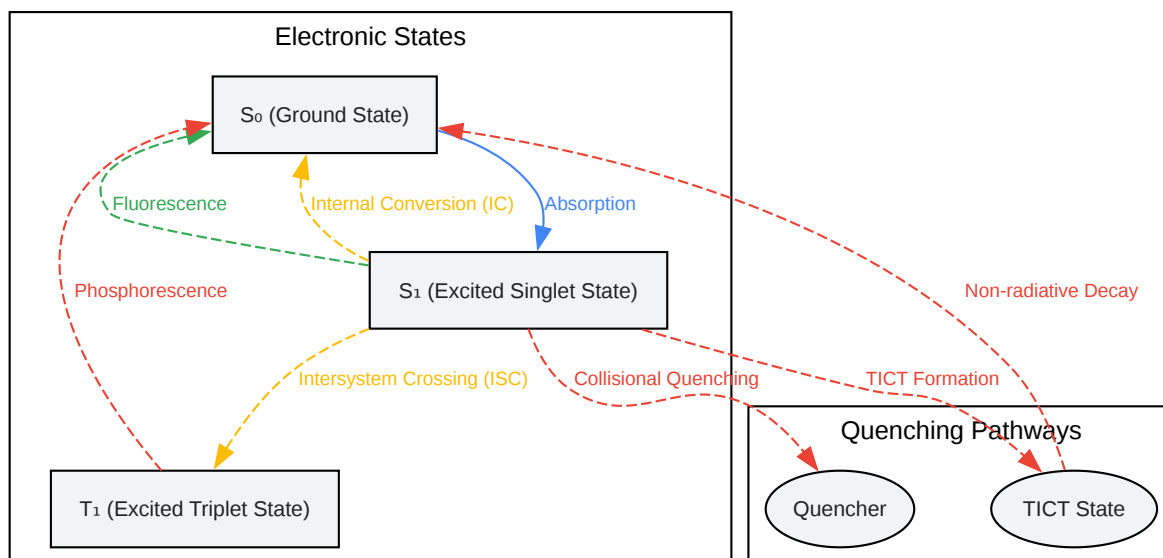 Electronic States
S₀ (Ground State)
Fluorescence
Internal Conversion (IC)
Absorption
Phosphorescence
S₁ (Excited Singlet State)
Non-radiative Decay
Intersystem Crossing (ISC)
Collisional Quenching
TICT Formation
Quenching Pathways
T₁ (Excited Triplet State)
Quencher
TICT State